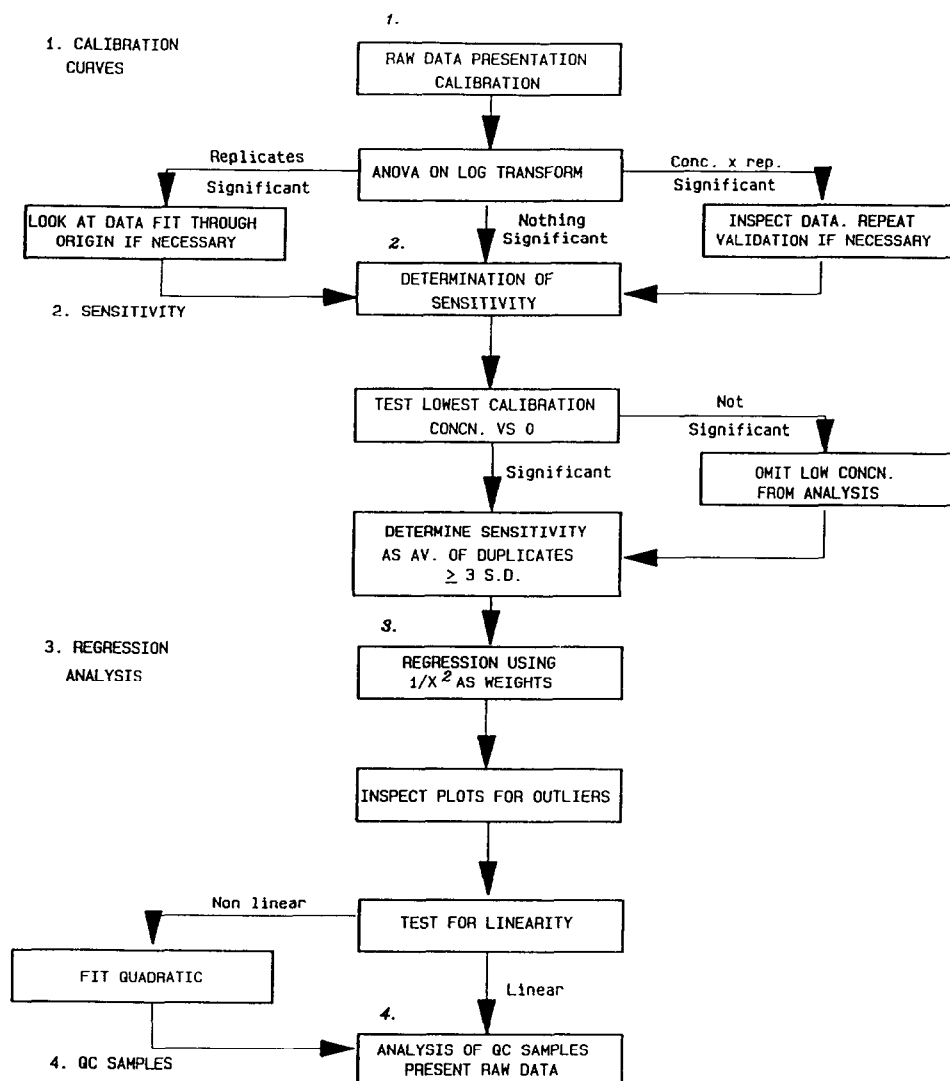 1.
1. CALIBRATION
CURVES
RAW DATA PRESENTATION
CALIBRATION
Replicates
Significant
ANOVA ON LOG TRANSFORM
Conc. x rep.
Significant
LOOK AT DATA FIT THROUGH
ORIGIN IF NECESSARY
Nothing
Significant
INSPECT DATA. REPEAT
VALIDATION IF NECESSARY
2.
DETERMINATION OF
SENSITIVITY
2. SENSITIVITY
TEST LOWEST CALIBRATION
CONCN. VS 0
Not
Significant
Significant
OMIT LOW CONCN.
FROM ANALYSIS
DETERMINE SENSITIVITY
AS AV. OF DUPLICATES
≥ 3 S.D.
3.
3. REGRESSION
ANALYSIS
REGRESSION USING
1/X² AS WEIGHTS
INSPECT PLOTS FOR OUTLIERS
Non linear
TEST FOR LINEARITY
FIT QUADRATIC
Linear
4.
4. QC SAMPLES
ANALYSIS OF QC SAMPLES
PRESENT RAW DATA